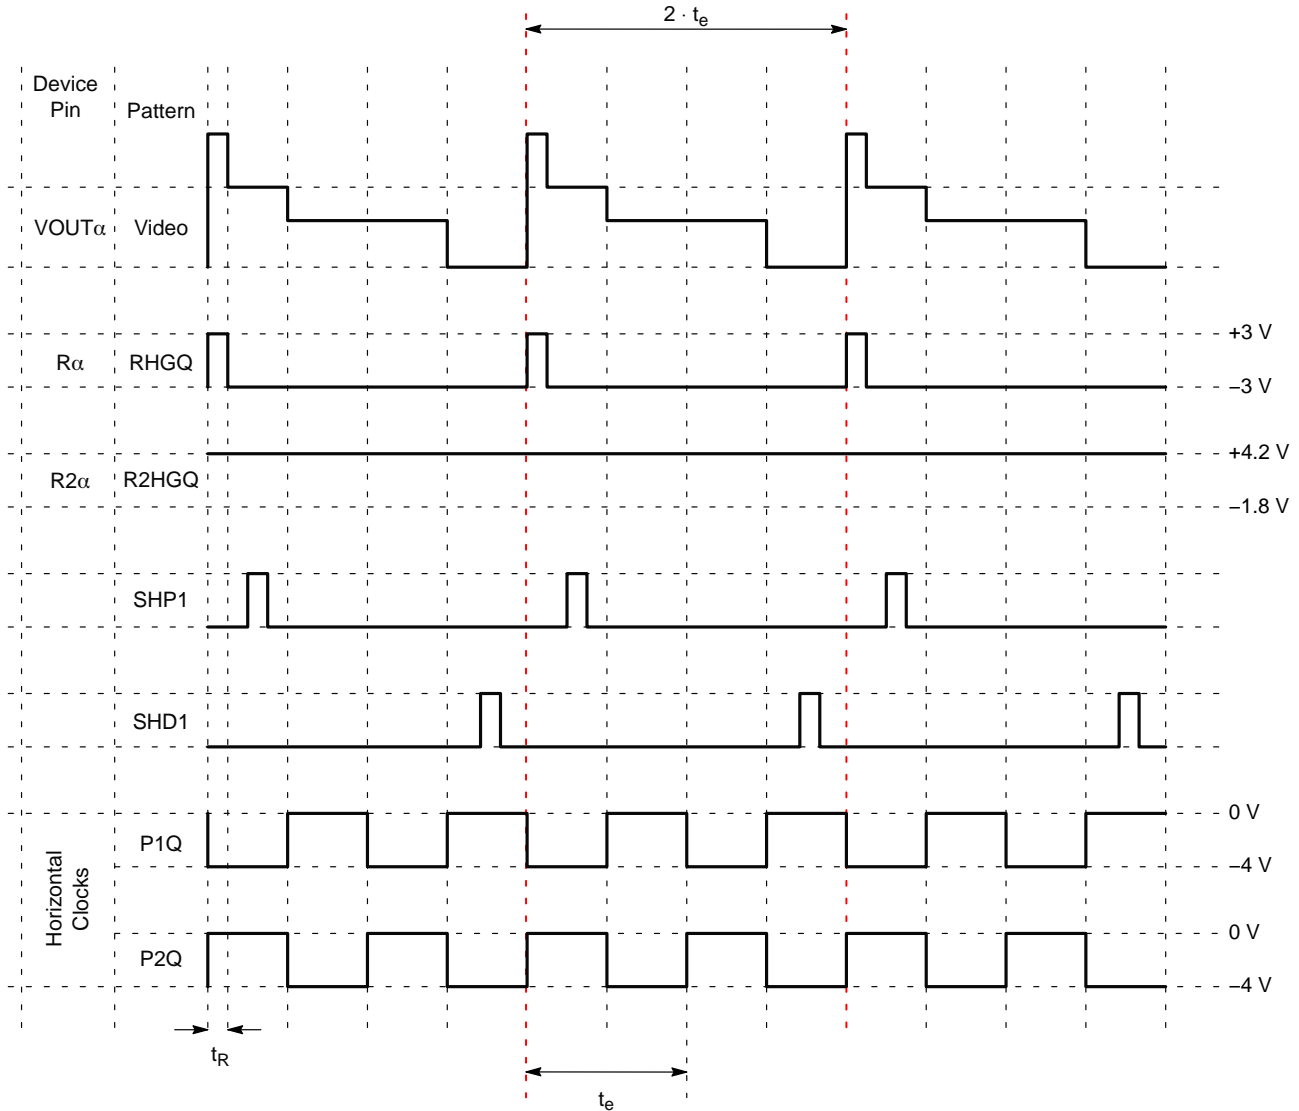 2 · te
Device
Pin
Pattern
VOUTα
Video
+3 V
Rα
RHGQ
–3 V
+4.2 V
R2α
R2HGQ
–1.8 V
SHP1
SHD1
0 V
P1Q
–4 V
Horizontal
Clocks
0 V
P2Q
–4 V
tR
te